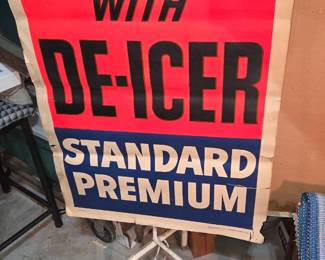 WITH
DE-ICER
STANDARD
PREMIUM